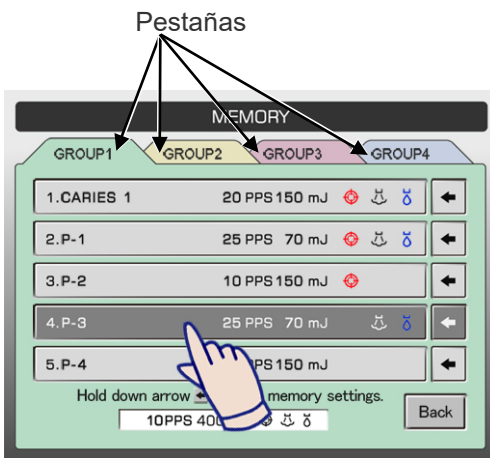 Pestañas
MEMORY
GROUP1 GROUP2 GROUP3 GROUP4
1.CARIES 1 20 PPS 150 mJ
2.P-1 25 PPS 70 mJ
3.P-2 10 PPS 150 mJ
4.P-3 25 PPS 70 mJ
5.P-4 PPS 150 mJ
Hold down arrow memory settings.
10PPS
Back